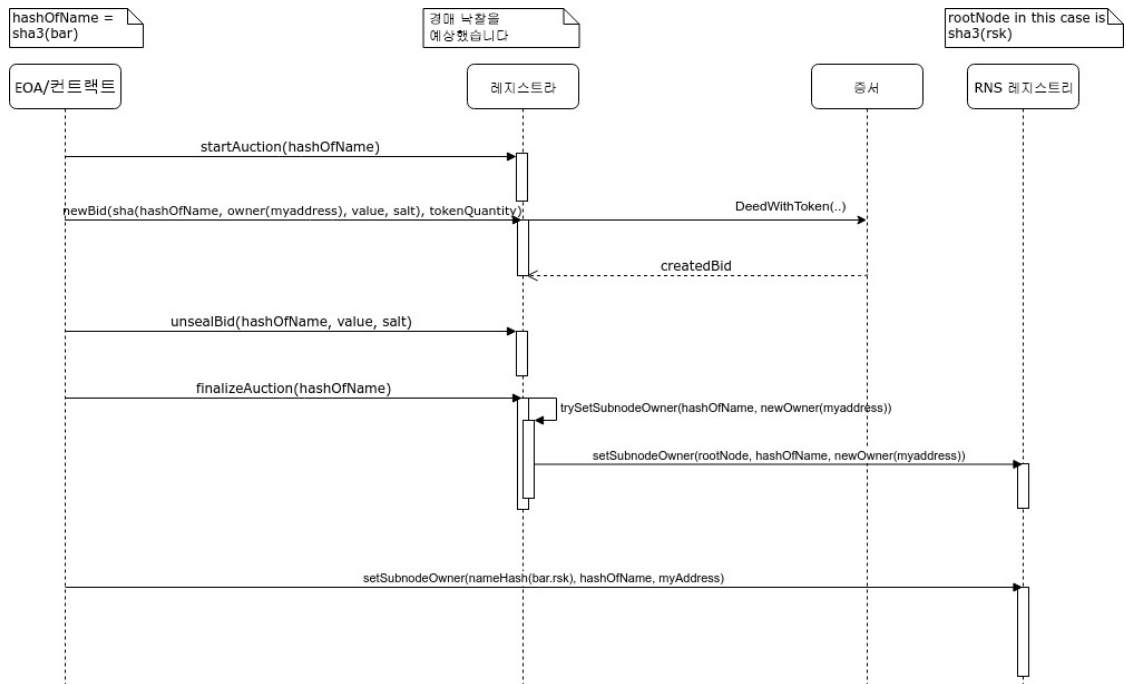 hashOfName =
sha3(bar)
경매 낙찰을
예상했습니다
rootNode in this case is
sha3(rsk)
EOA/컨트랙트
레지스트라
증서
RNS 레지스트리
startAuction(hashOfName)
newBid(sha(hashOfName, owner(myaddress), value, salt), tokenQuantity)
DeedWithToken(..)
createdBid
unsealBid(hashOfName, value, salt)
finalizeAuction(hashOfName)
trySetSubnodeOwner(hashOfName, newOwner(myaddress))
setSubnodeOwner(rootNode, hashOfName, newOwner(myaddress))
setSubnodeOwner(nameHash(bar.rsk), hashOfName, myAddress)